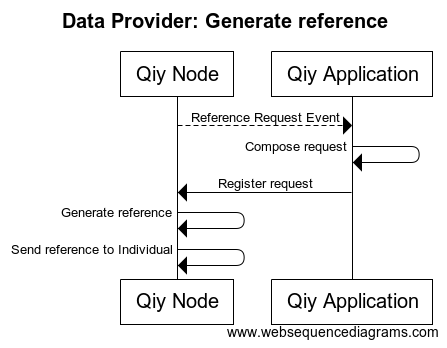 Data Provider: Generate reference
Qiy Node
Qiy Application
Reference Request Event
Compose request
Register request
Generate reference
Send reference to Individual
Qiy Node
Qiy Application
www.websequencediagrams.com